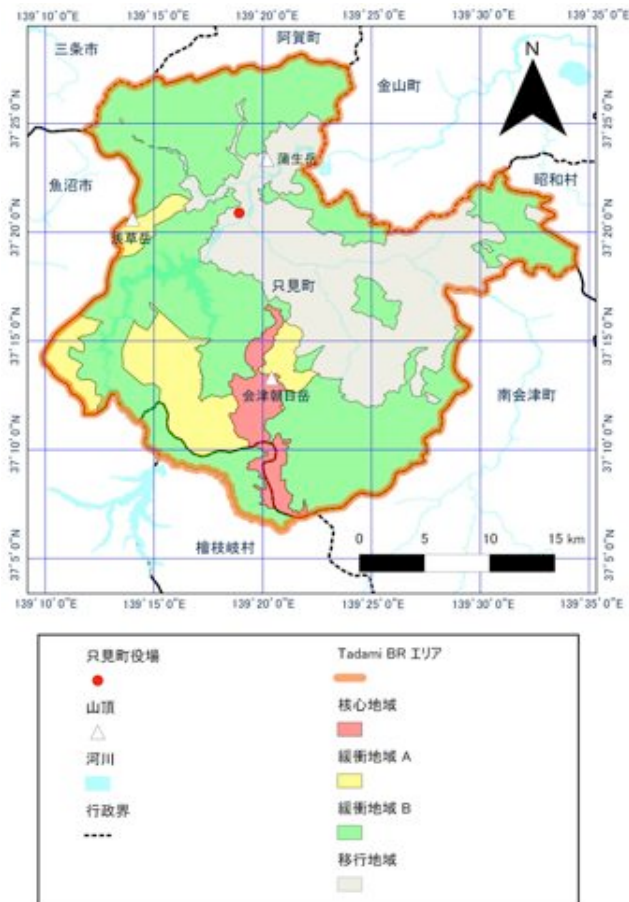 139°10′0″E 139°15′0″E 139°20′0″E 139°25′0″E 139°30′0″E 139°35′0″E
三条市
阿賀町
金山町
N
37°25′0″N
37°25′0″N
蒲生岳
魚沼市
昭和村
37°20′0″N
37°20′0″N
浅草岳
只見町
37°15′0″N
37°15′0″N
会津朝日岳
南会津町
37°10′0″N
37°10′0″N
檜枝岐村
0 5 10 15 km
37°5′0″N
37°5′0″N
139°10′0″E 139°15′0″E 139°20′0″E 139°25′0″E 139°30′0″E 139°35′0″E
只見町役場
山頂
河川
行政界
Tadami BR エリア
核心地域
緩衝地域 A
緩衝地域 B
移行地域